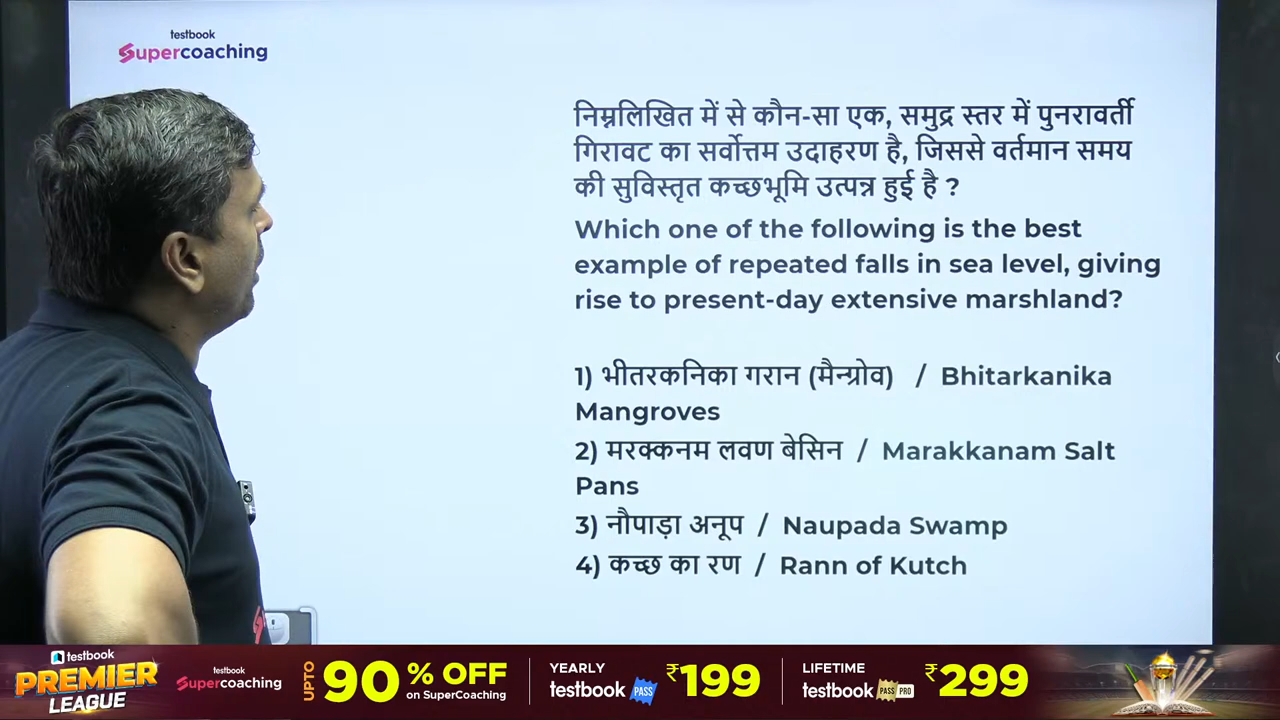 testbook
Supercoaching
निम्नलिखित में से कौन-सा एक, समुद्र स्तर में पुनरावर्ती
गिरावट का सर्वोत्तम उदाहरण है, जिससे वर्तमान समय
की सुविस्तृत कच्छभूमि उत्पन्न हुई है ?
Which one of the following is the best
example of repeated falls in sea level, giving
rise to present-day extensive marshland?
1) भीतरकनिका गरान (मैन्ग्रोव) / Bhitarkanika
Mangroves
2) मरक्कनम लवण बेसिन / Marakkanam Salt
Pans
3) नौपाड़ा अनूप / Naupada Swamp
4) कच्छ का रण / Rann of Kutch
testbook
PREMIER
LEAGUE
testbook
Supercoaching
UPTO 90% OFF
on SuperCoaching
YEARLY
testbook PASS
₹199
LIFETIME
testbook PASS PRO
₹299